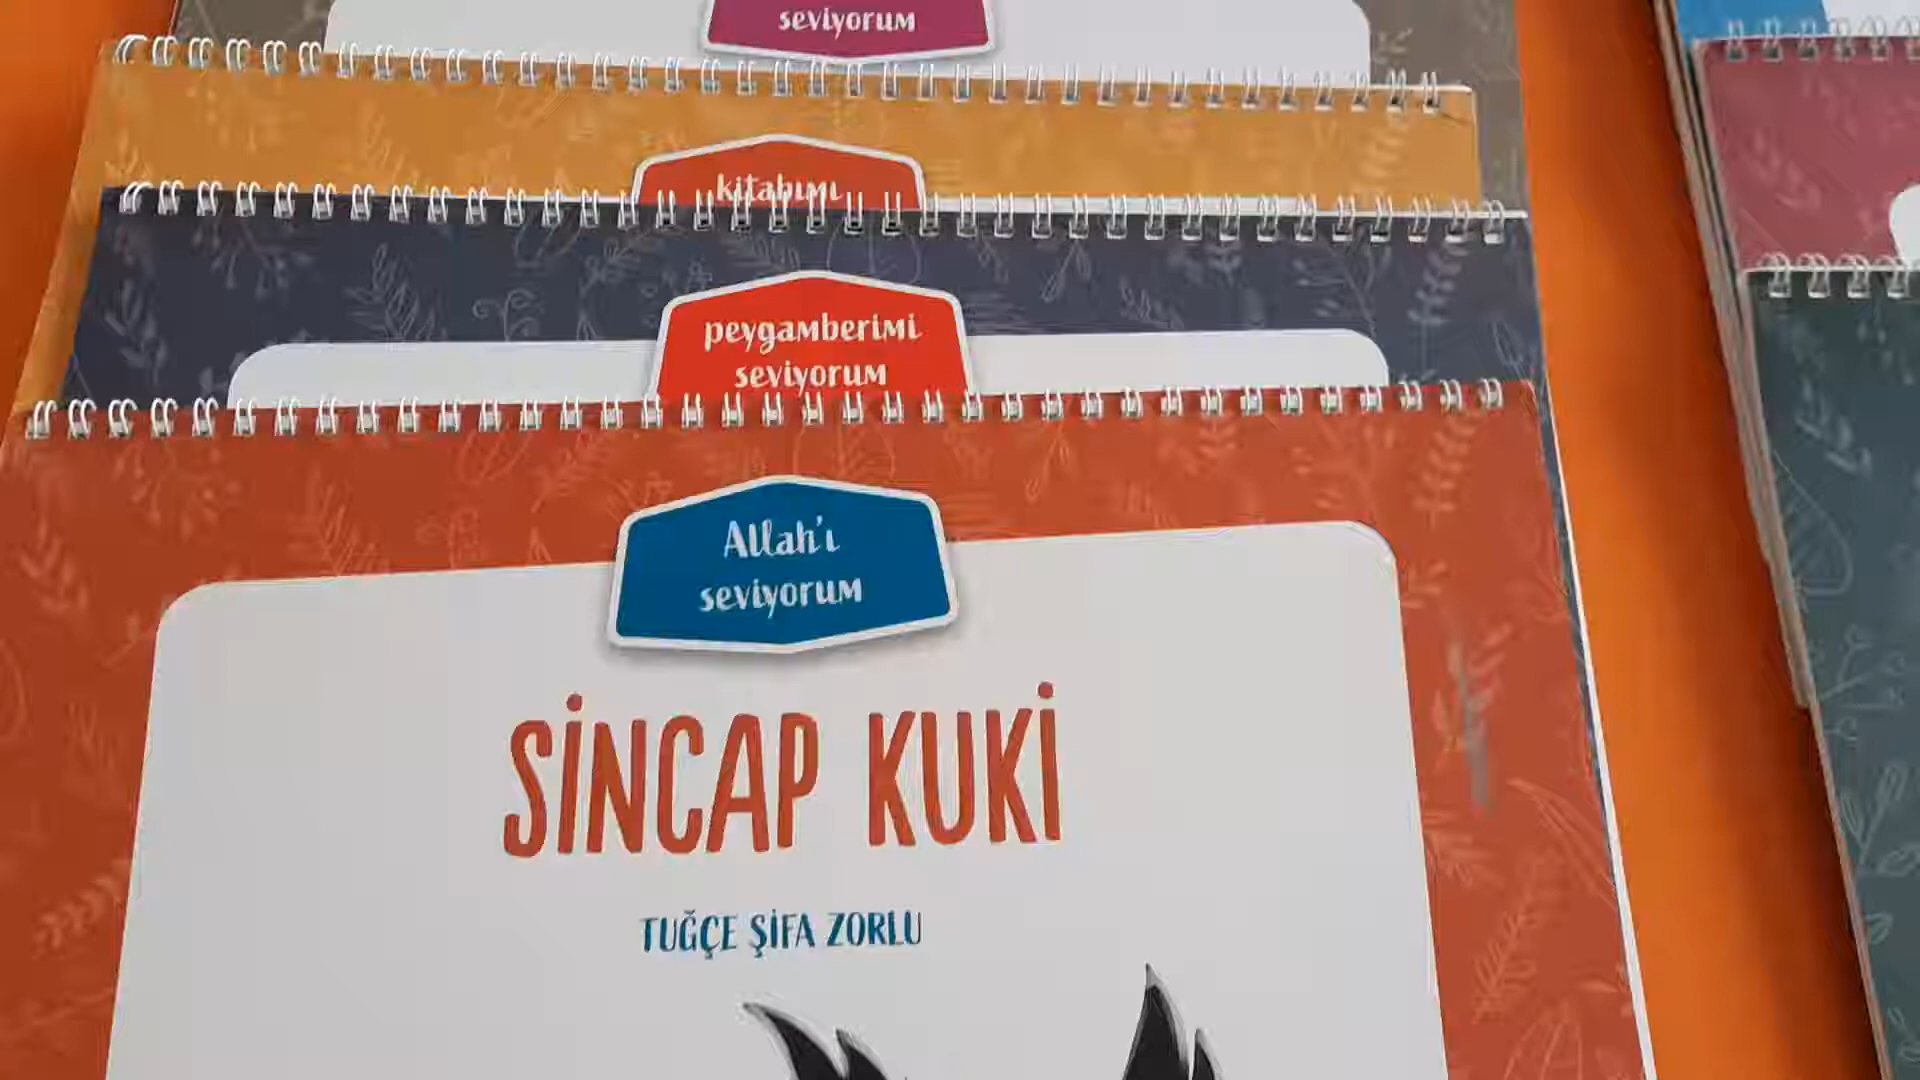 seviyorum
kitabımı
peygamberimi
seviyorum
Allah'ı
seviyorum
SİNCAP KUKİ
TUĞÇE ŞİFA ZORLU